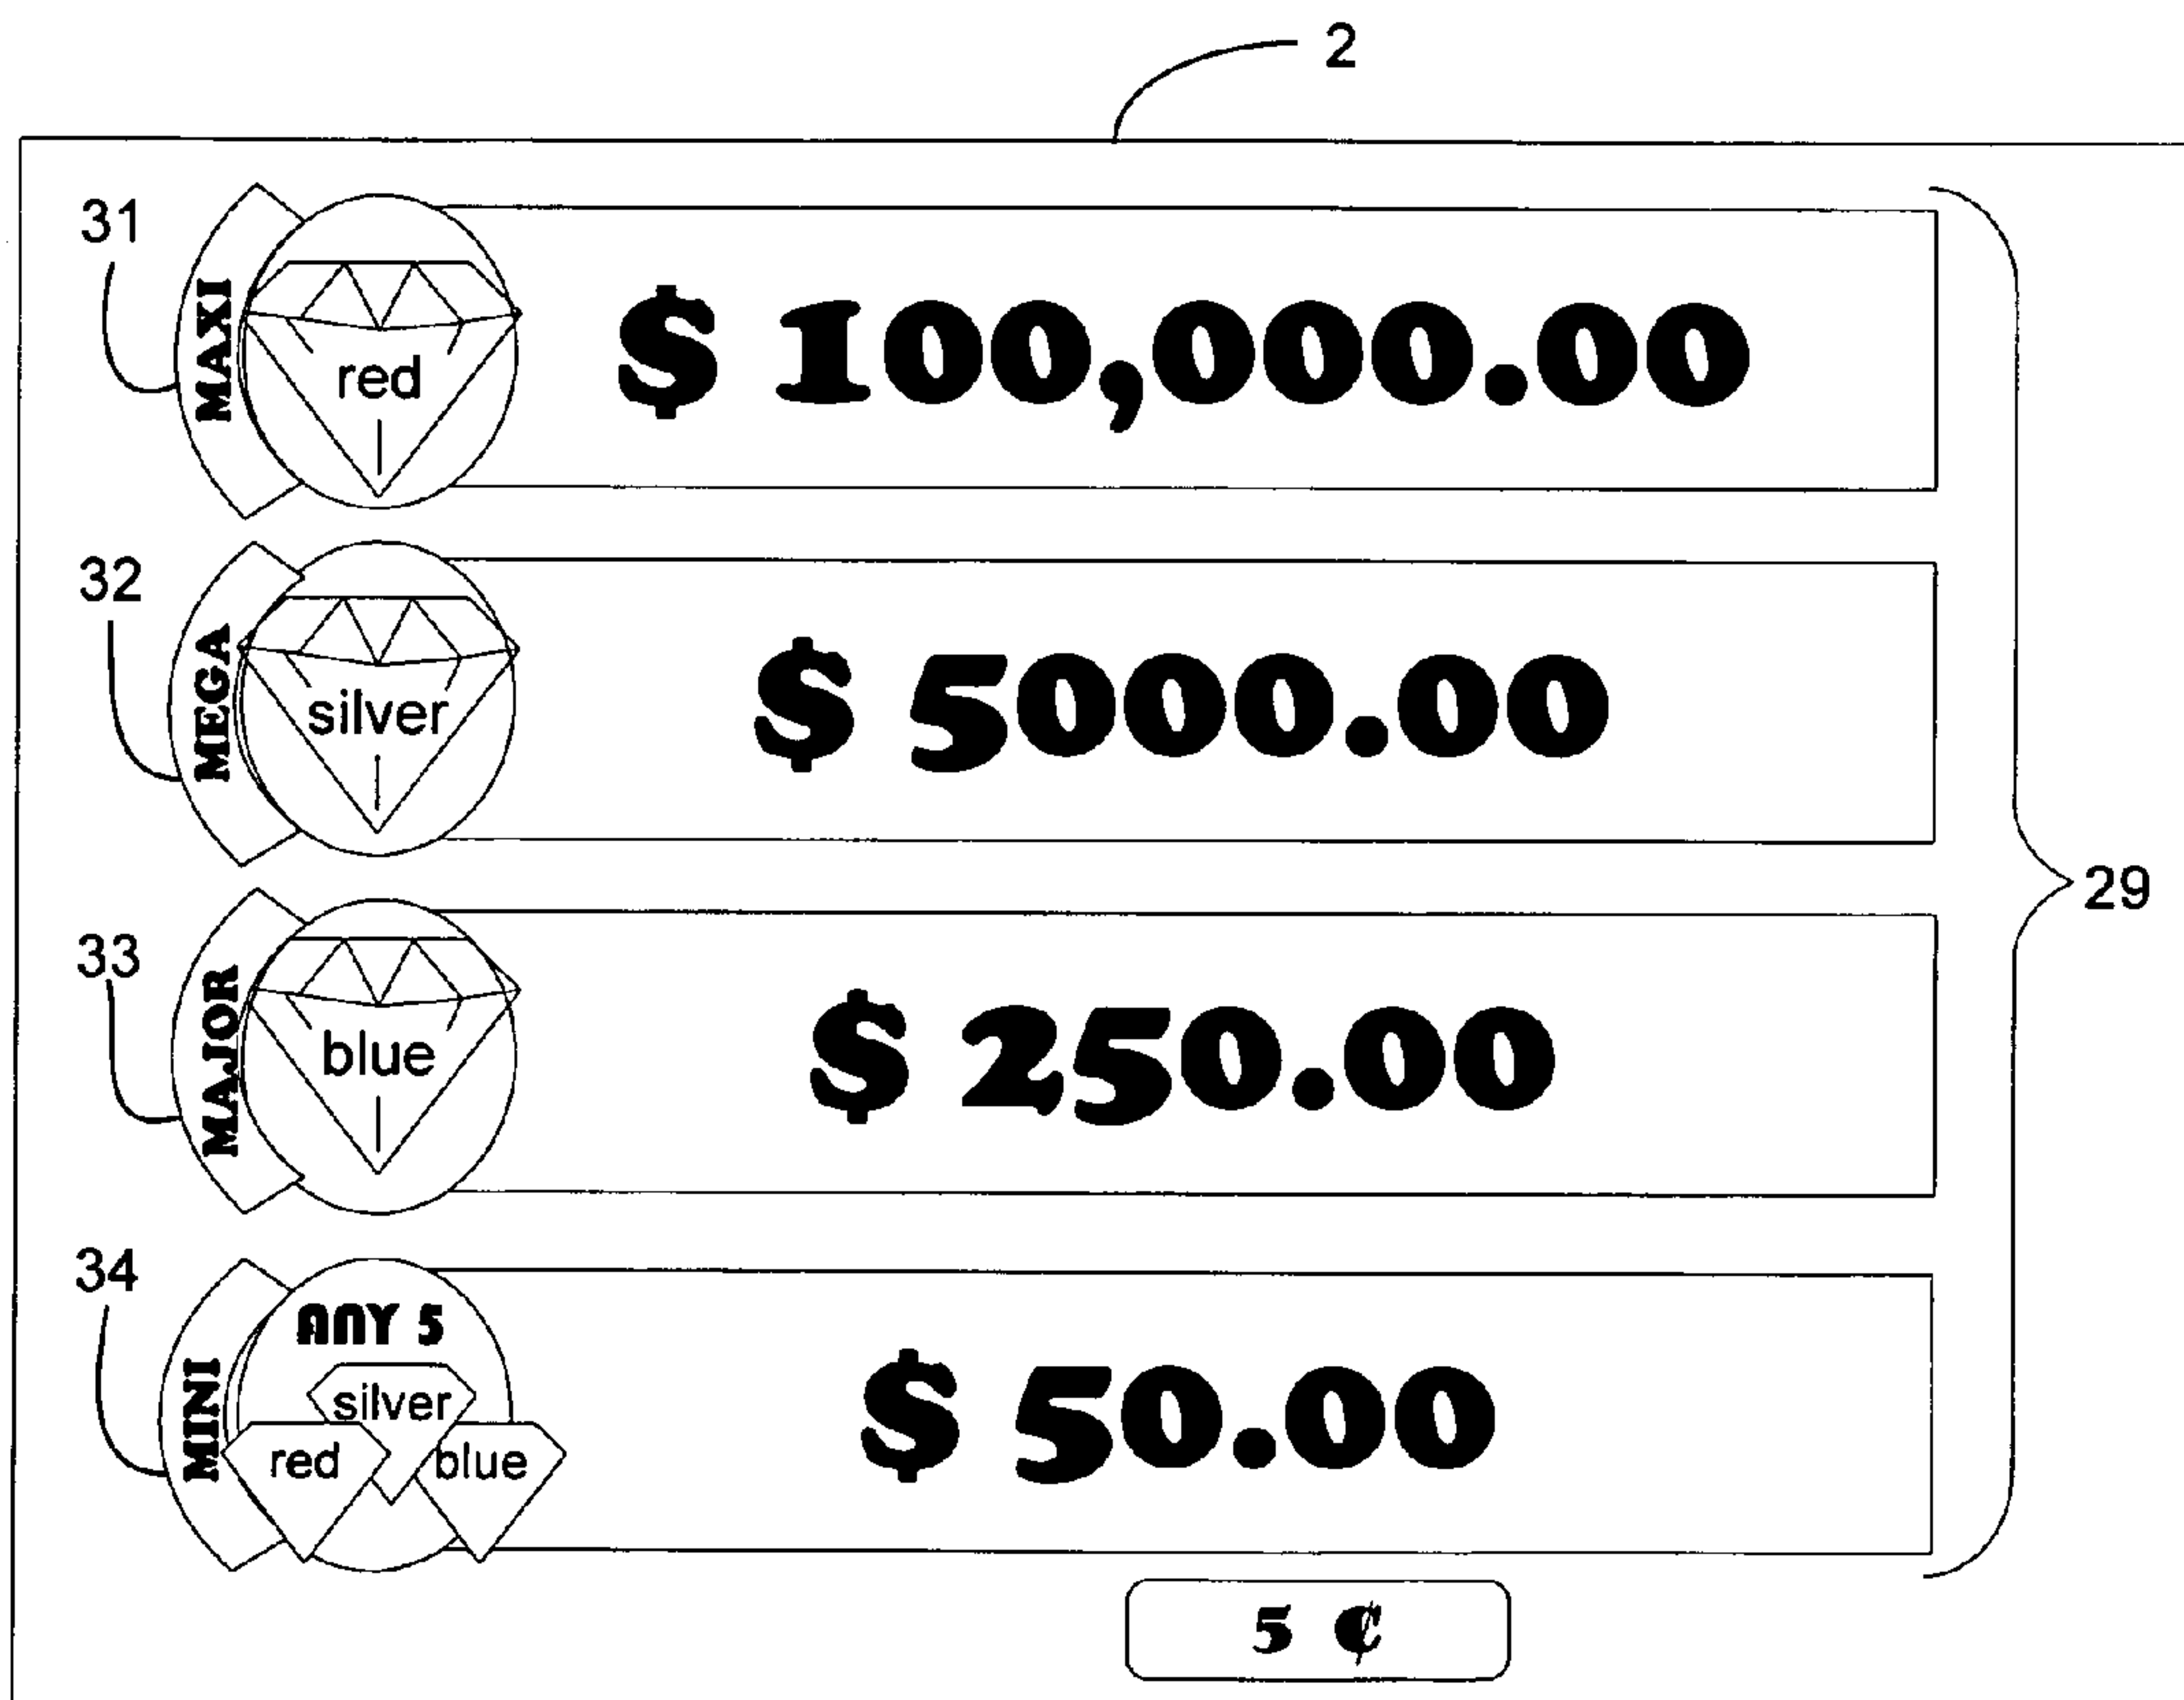 2
31
MAXI
red
$ 100,000.00
32
MEGA
silver
$ 5000.00
29
33
MAJOR
blue
$ 250.00
34
MINI
ANY 5
silver
red
blue
$ 50.00
5 ¢